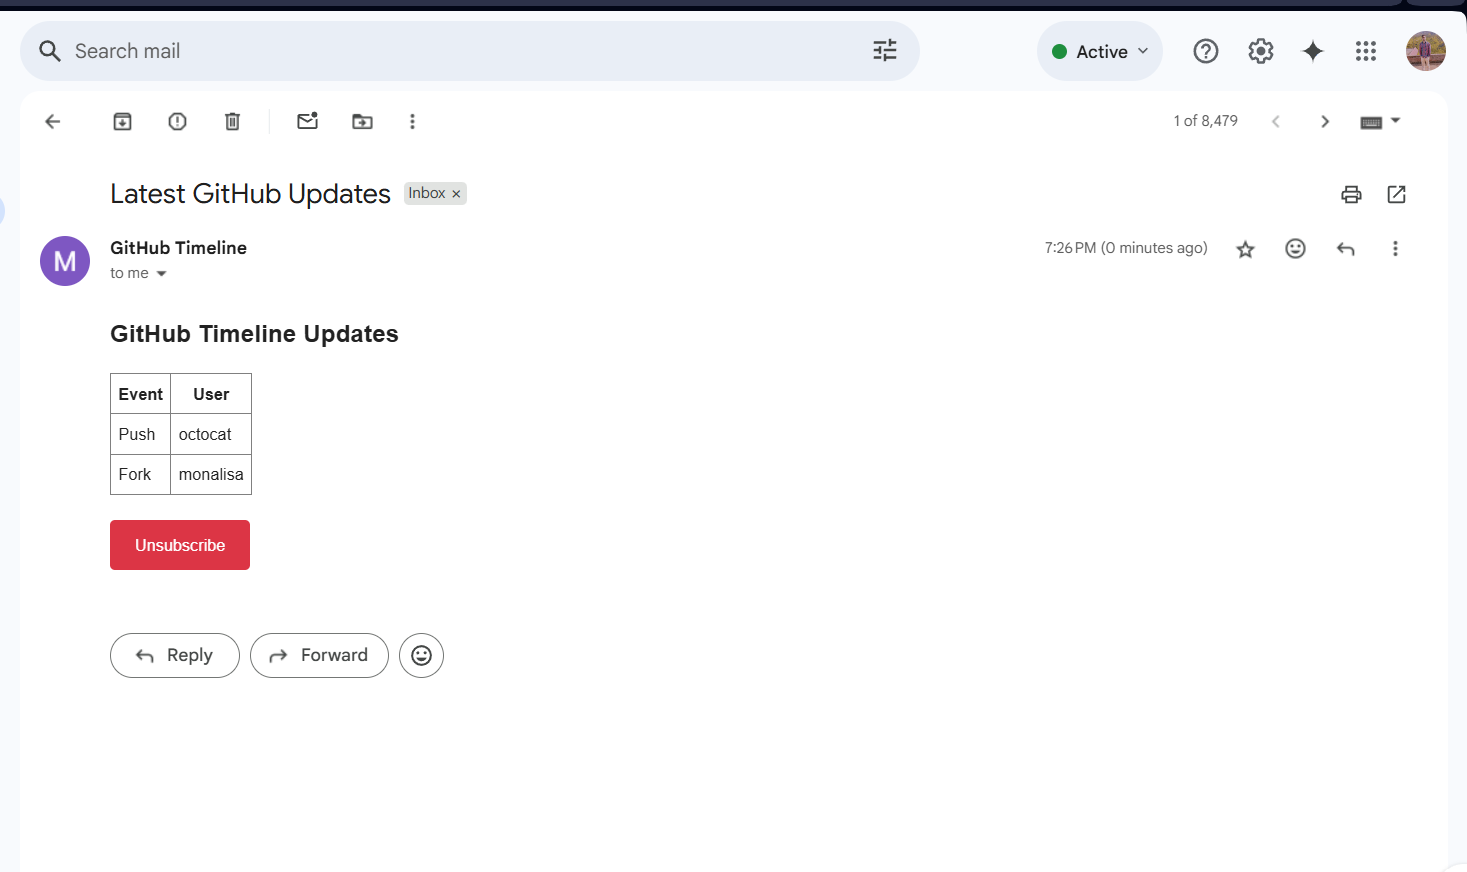 Search mail
Active
1 of 8,479
Latest GitHub Updates Inbox ×
M
GitHub Timeline 7:26 PM (0 minutes ago)
to me
GitHub Timeline Updates
Event User
Push octocat
Fork monalisa
Unsubscribe
Reply Forward